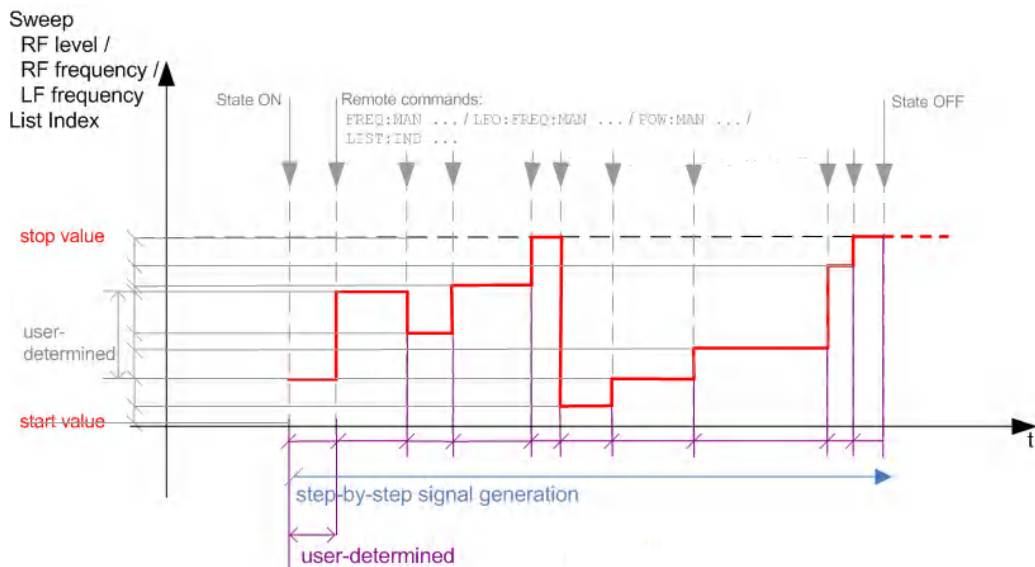 Sweep
RF level /
RF frequency /
LF frequency
List Index
State ON
Remote commands:
FREQ:MAN ... / LFO:FREQ:MAN ... / POW:MAN ... /
LIST:IND ...
State OFF
stop value
user-
determined
start value
t
step-by-step signal generation
user-determined